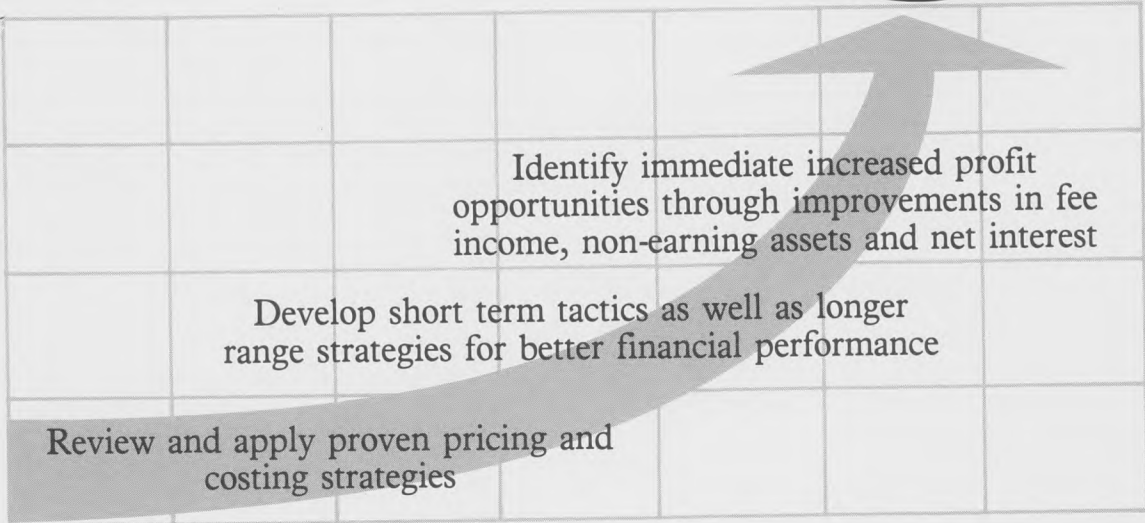 Identify immediate increased profit
opportunities through improvements in fee
income, non-earning assets and net interest
Develop short term tactics as well as longer
range strategies for better financial performance
Review and apply proven pricing and
costing strategies